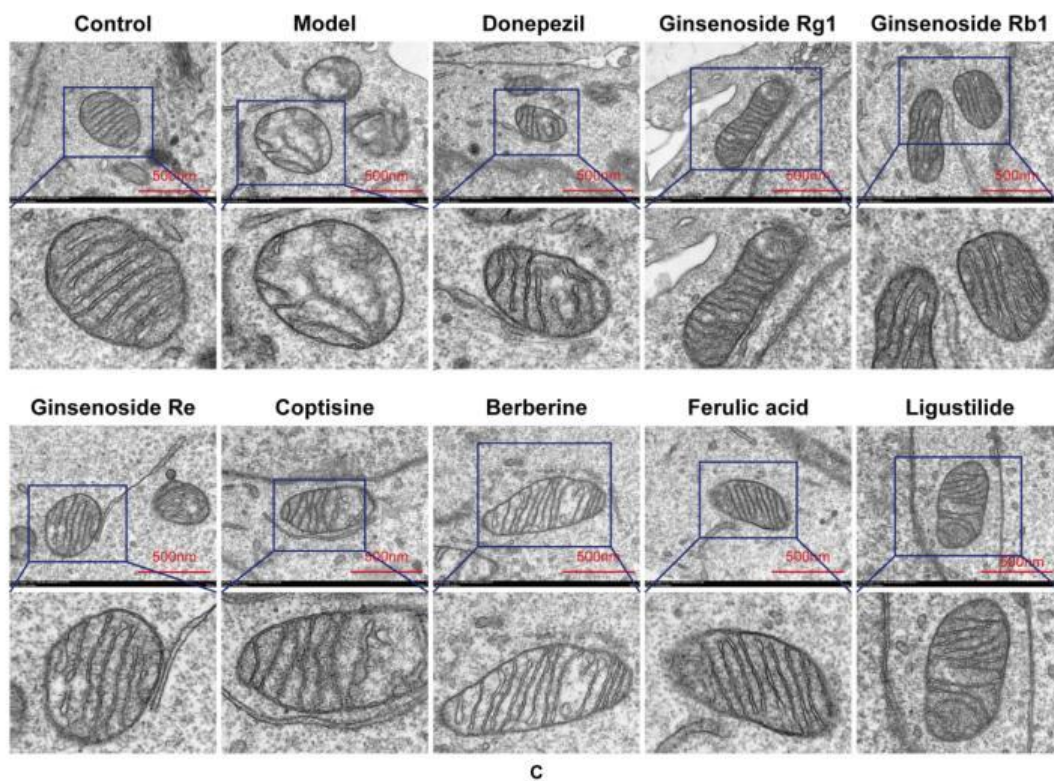 Control Model Donepezil Ginsenoside Rg1 Ginsenoside Rb1
500nm 500nm 500nm 500nm 500nm
Ginsenoside Re Coptisine Berberine Ferulic acid Ligustilide
500nm 500nm 500nm 500nm 500nm
C